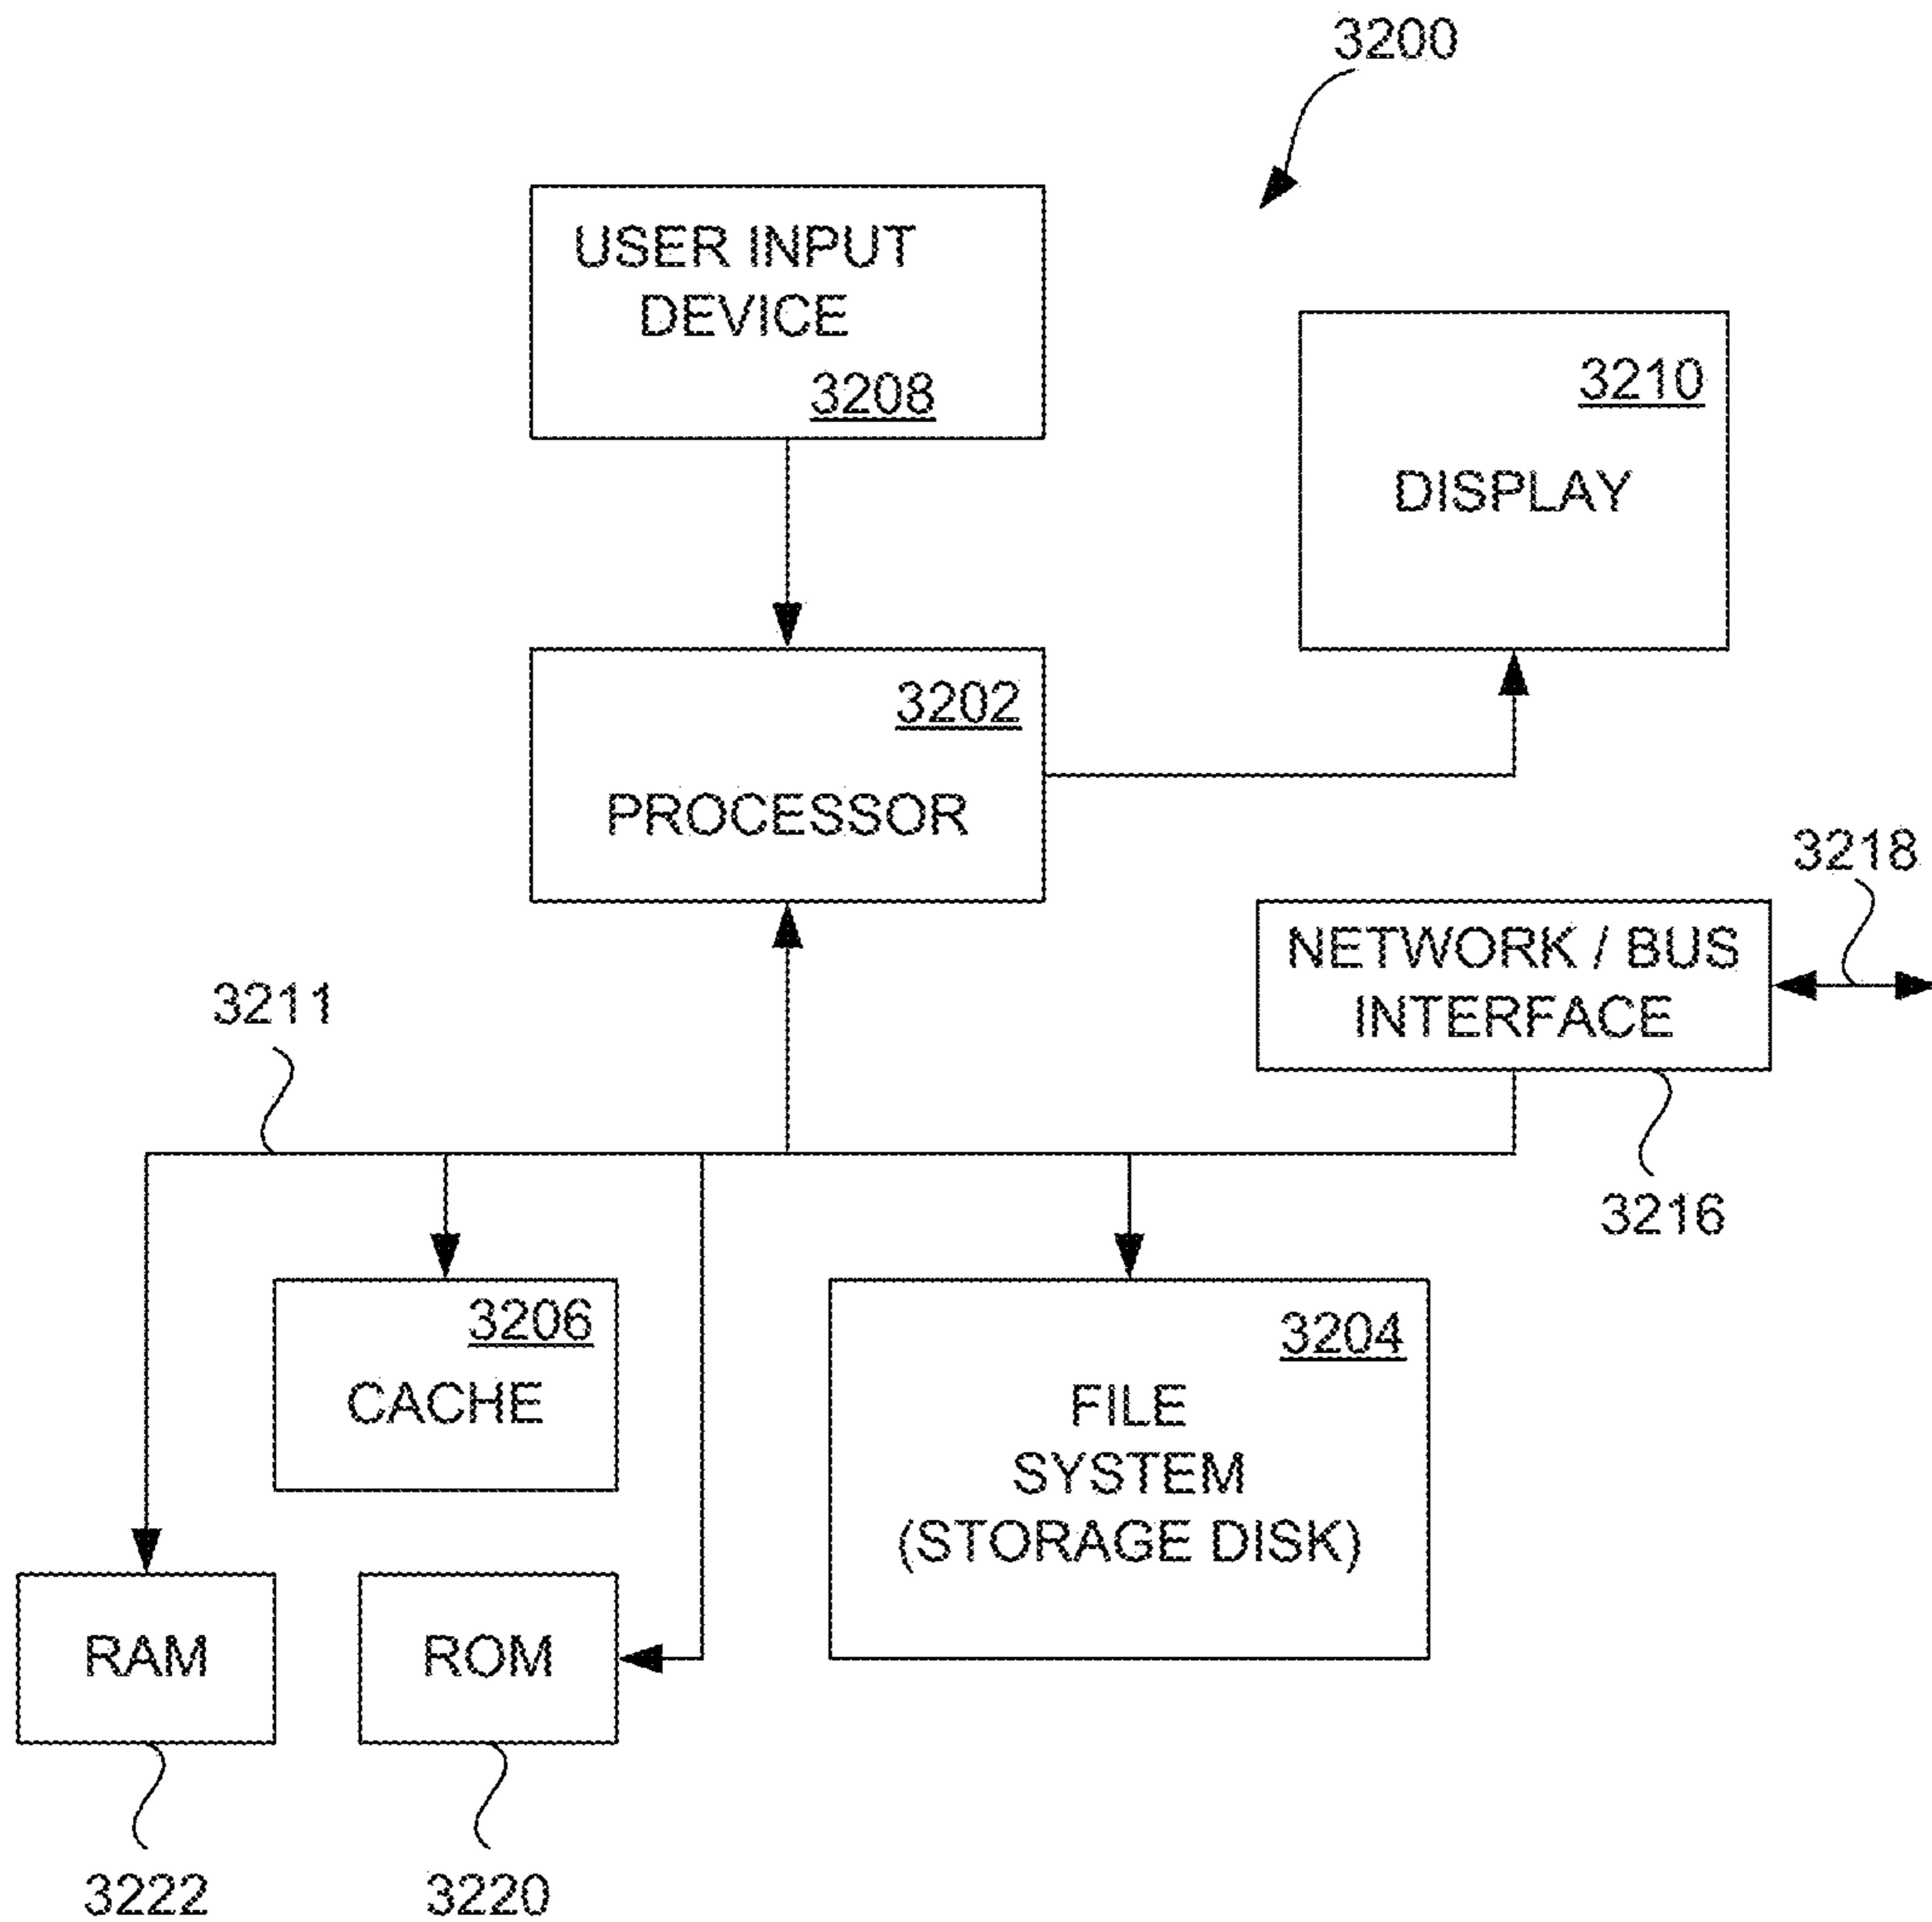 3200
USER INPUT
DEVICE
3208
3210
DISPLAY
3202
PROCESSOR
3218
NETWORK / BUS
INTERFACE
3211
3216
3206
CACHE
3204
FILE
SYSTEM
(STORAGE DISK)
RAM
ROM
3222
3220